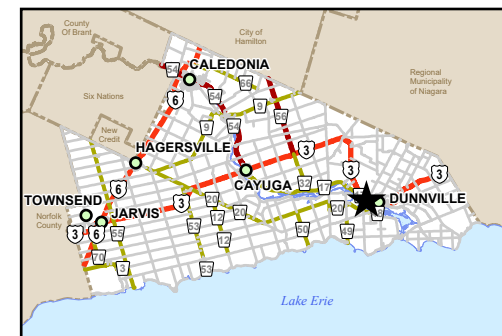 County
Of Brant
City of
Hamilton
CALEDONIA
54
66
6
54
Regional
Municipality
of Niagara
Six Nations
9
56
9
54
New
Credit
HAGERSVILLE
3
3
3
6
CAYUGA
32
17
TOWNSEND
3
20
DUNNVILLE
JARVIS
Norfolk
County
20
12
20
3
6
55
53
12
50
49
70
3
53
Lake Erie